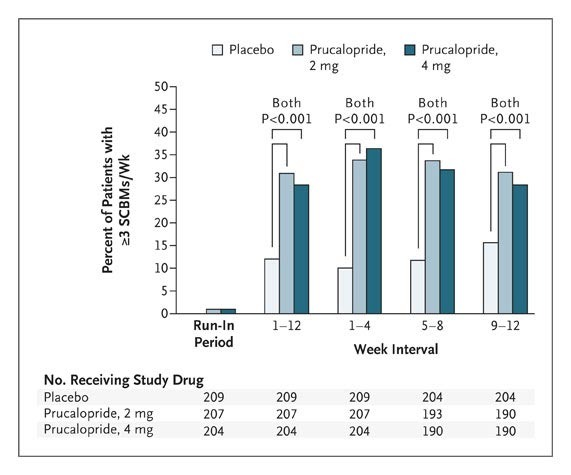 Placebo Prucalopride, 2 mg Prucalopride, 4 mg
Percent of Patients with ≥3 SCBMs/Wk
50
45
40
35
30
25
20
15
10
5
0
Both P<0.001 Both P<0.001 Both P<0.001 Both P<0.001
Run-In Period 1–12 1–4 5–8 9–12
Week Interval
No. Receiving Study Drug
Placebo 209 209 209 204 204
Prucalopride, 2 mg 207 207 207 193 190
Prucalopride, 4 mg 204 204 204 190 190